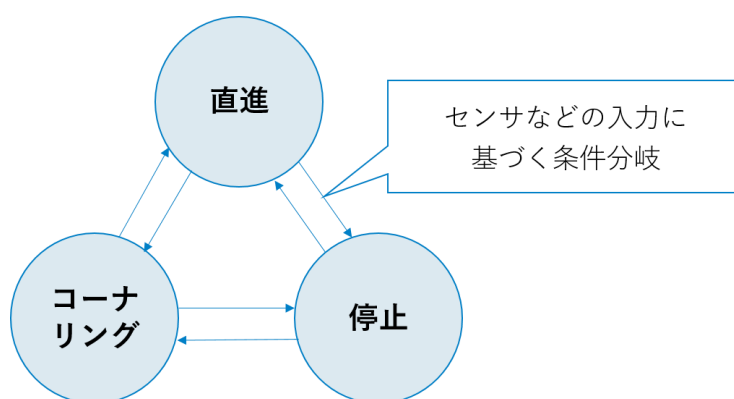 直進
センサなどの入力に
基づく条件分岐
コーナ
リング
停止